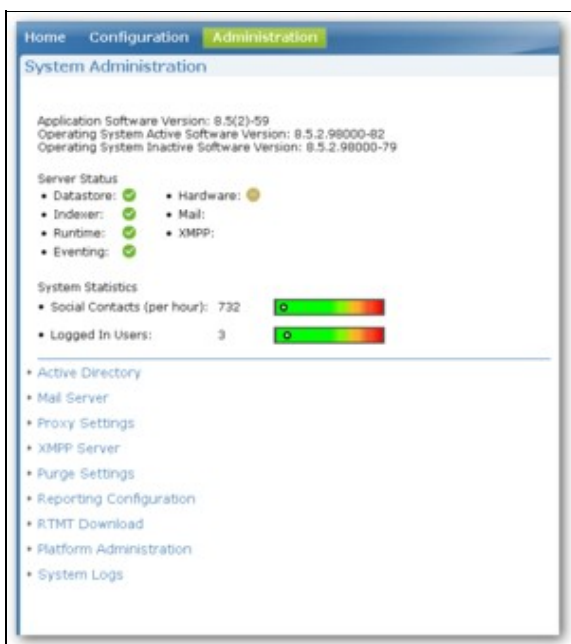 Home Configuration Administration
System Administration
Application Software Version: 8.5(2)-59
Operating System Active Software Version: 8.5.2.98000-82
Operating System Inactive Software Version: 8.5.2.98000-79
Server Status
• Datastore: • Hardware:
• Indexer: • Mail:
• Runtime: • XMPP:
• Eventing:
System Statistics
• Social Contacts (per hour): 732
• Logged In Users: 3
Active Directory
Mail Server
Proxy Settings
XMPP Server
Purge Settings
Reporting Configuration
RTMT Download
Platform Administration
System Logs